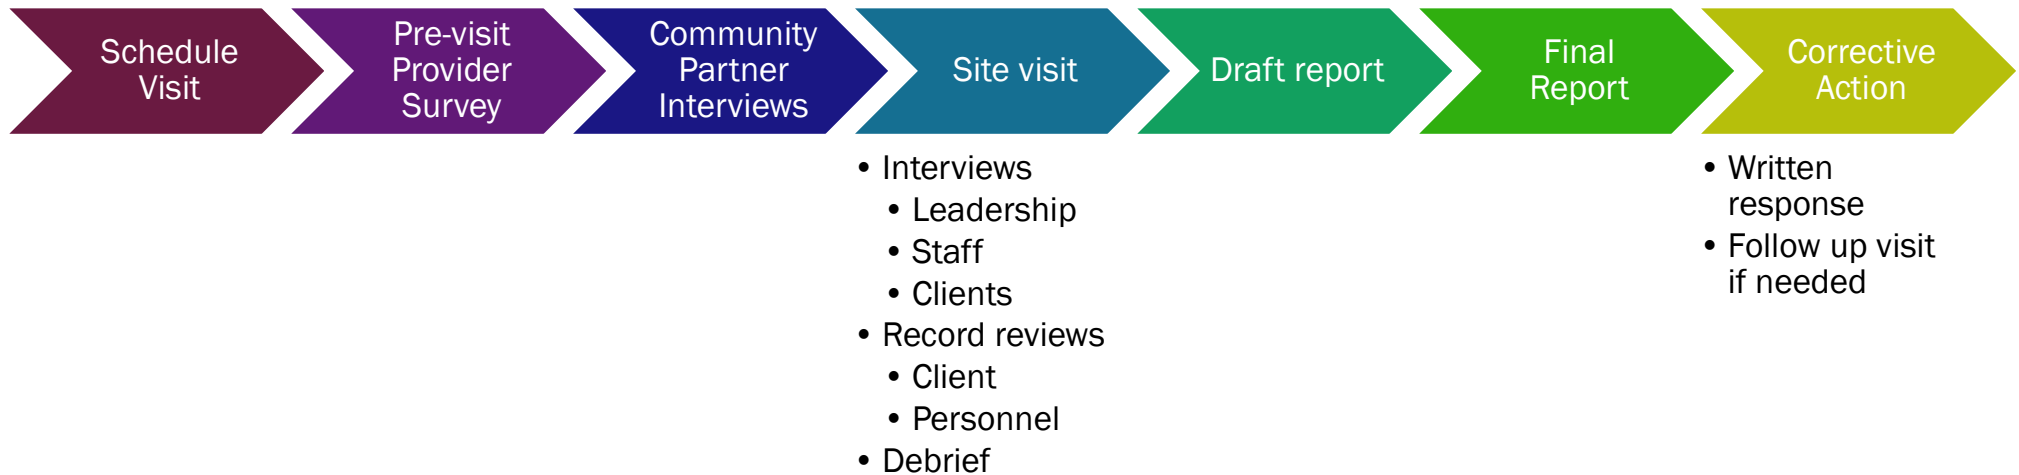 Schedule
Visit
Pre-visit
Provider
Survey
Community
Partner
Interviews
Site visit
Draft report
Final
Report
Corrective
Action
• Interviews
• Leadership
• Staff
• Clients
• Record reviews
• Client
• Personnel
• Debrief
• Written
response
• Follow up visit
if needed